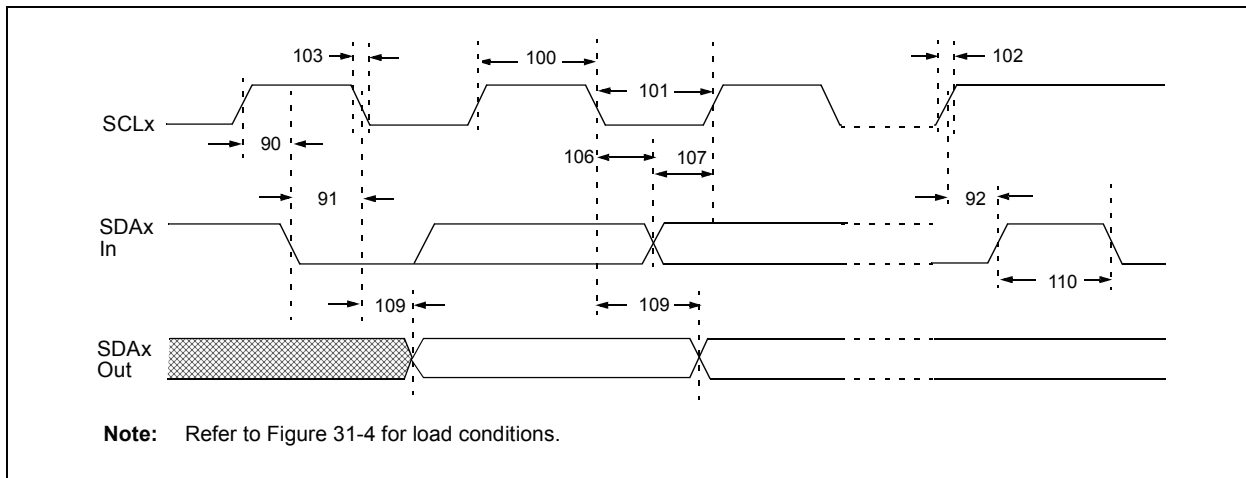 103
100
101
102
SCLx
90
106
107
91
92
SDAx
In
110
109
109
SDAx
Out
Note: Refer to Figure 31-4 for load conditions.